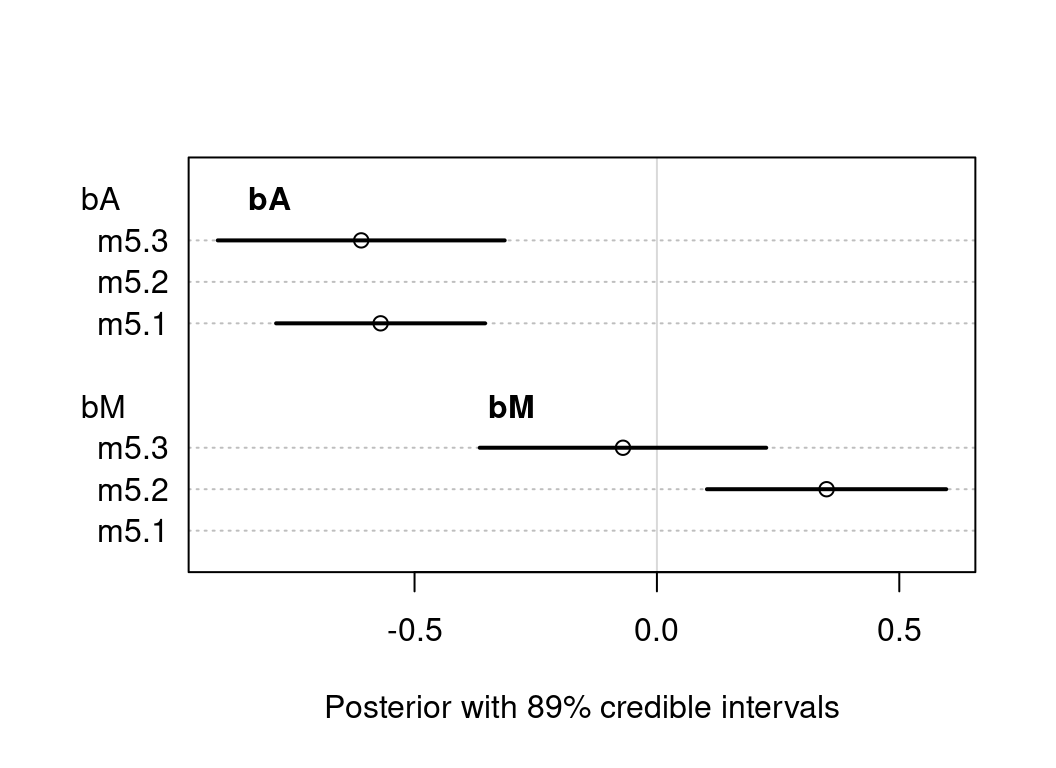 bA bA
m5.3
m5.2
m5.1
bM bM
m5.3
m5.2
m5.1
-0.5 0.0 0.5
Posterior with 89% credible intervals